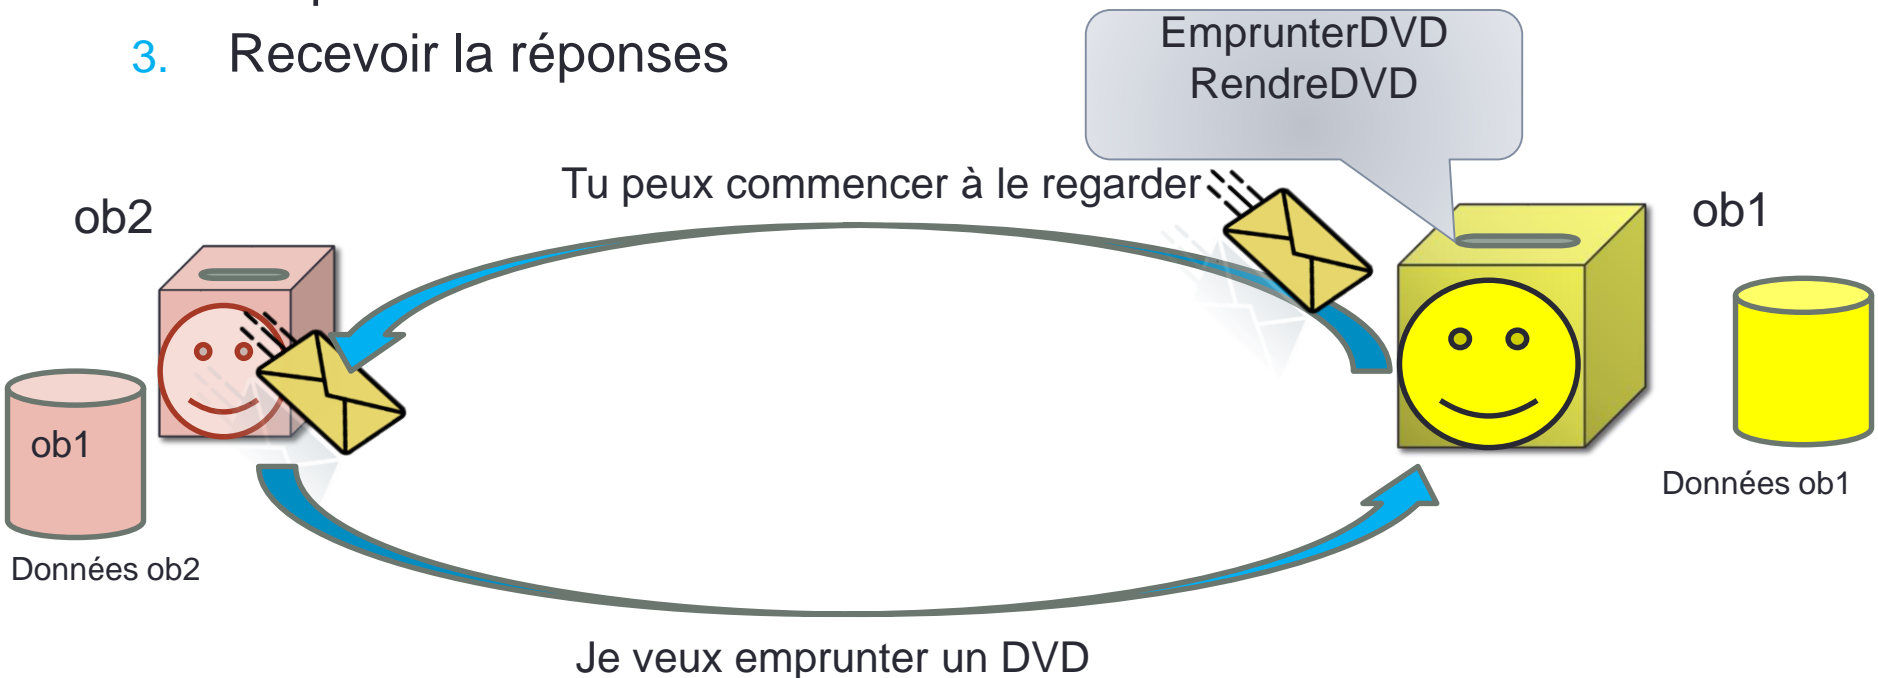 3. Recevoir la réponses
EmprunterDVD
RendreDVD
Tu peux commencer à le regarder
ob2
ob1
ob1
Données ob1
Données ob2
Je veux emprunter un DVD